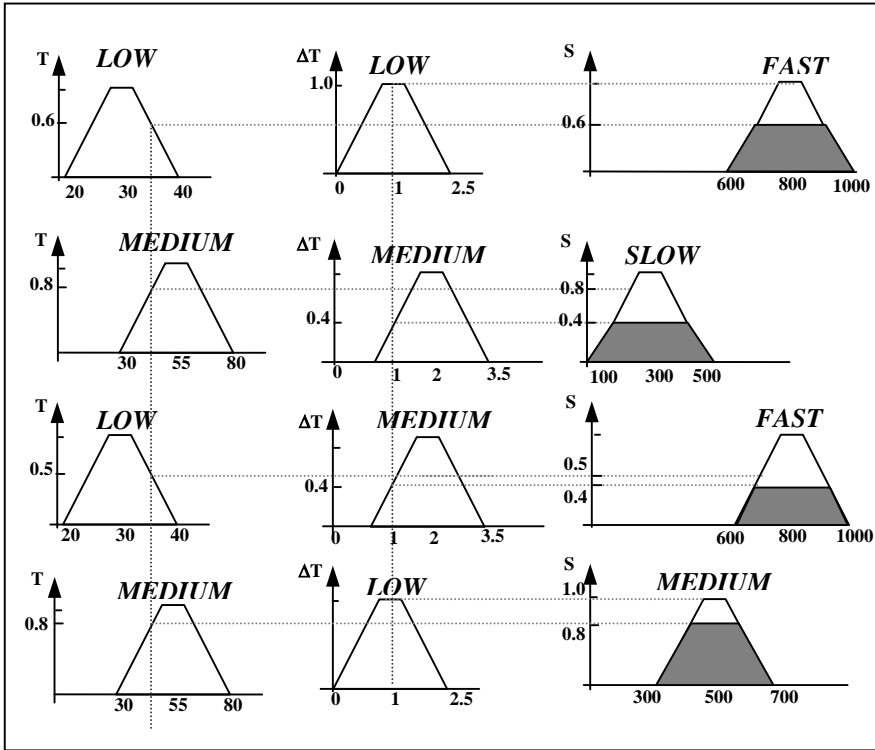 T LOW ΔT LOW S FAST
1.0
0.6 0.6
20 30 40 0 1 2.5 600 800 1000
T MEDIUM ΔT MEDIUM S SLOW
0.8 0.8
0.4 0.4
30 55 80 0 1 2 3.5 100 300 500
T LOW ΔT MEDIUM S FAST
0.5 0.5
0.4 0.4
20 30 40 0 1 2 3.5 600 800 1000
T MEDIUM ΔT LOW S MEDIUM
1.0
0.8 0.8
30 55 80 0 1 2.5 300 500 700